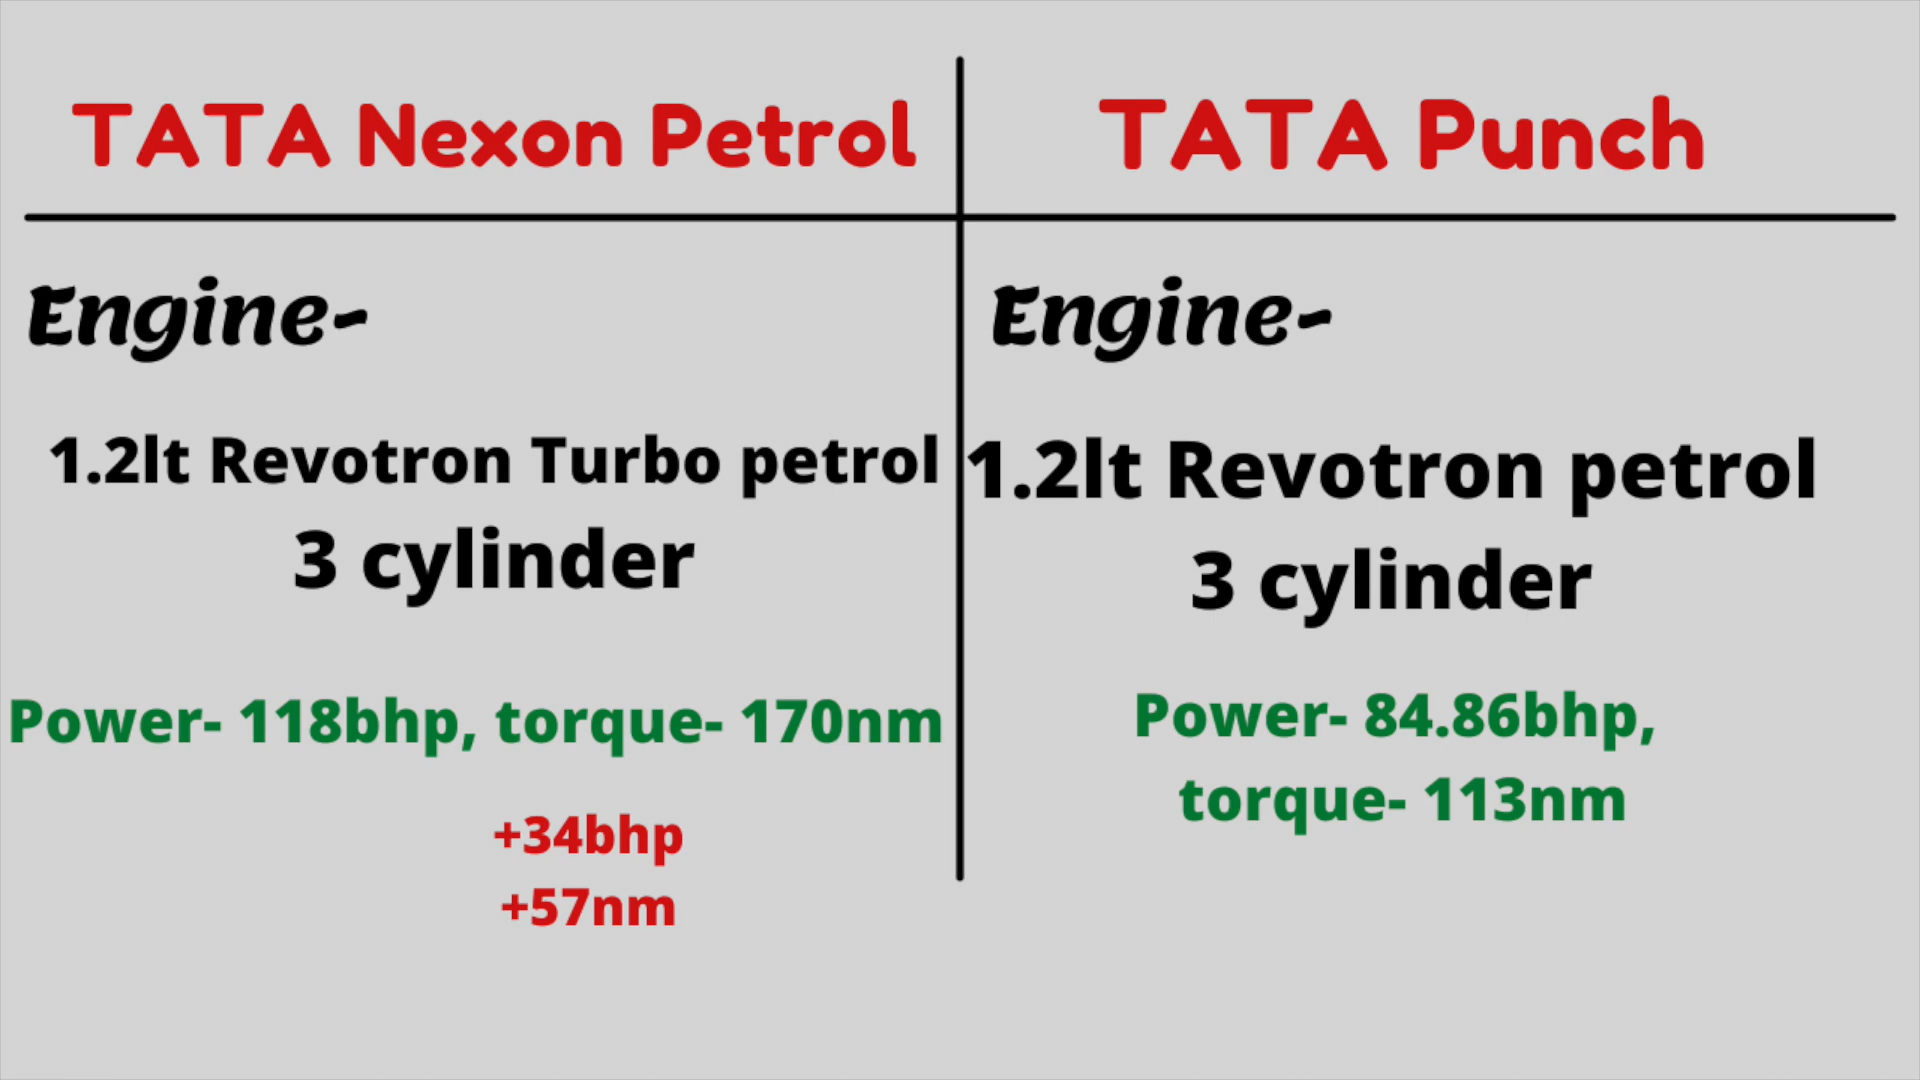 TATA Nexon Petrol
Engine-
1.2lt Revotron Turbo petrol
3 cylinder
Power- 118bhp, torque- 170nm
+34bhp
+57nm
TATA Punch
Engine-
1.2lt Revotron petrol
3 cylinder
Power- 84.86bhp,
torque- 113nm